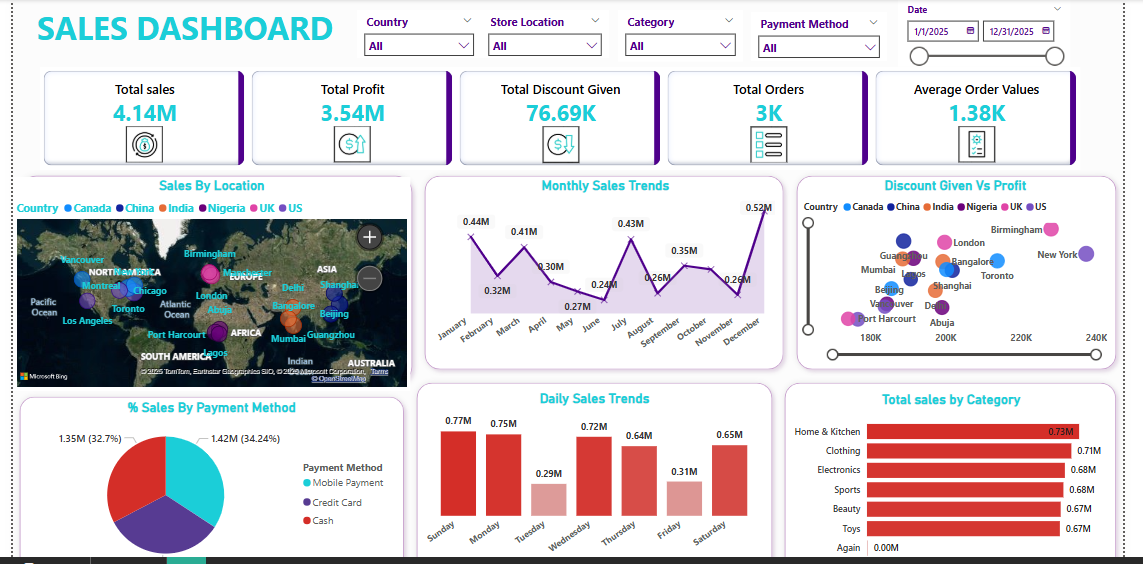 SALES DASHBOARD
Country
All
Store Location
All
Category
All
Payment Method
All
Date
1/1/2025
12/31/2025
Total sales
4.14M
Total Profit
3.54M
Total Discount Given
76.69K
Total Orders
3K
Average Order Values
1.38K
Sales By Location
Country Canada China India Nigeria UK US
Vancouver
NORTH AMERICA
Montreal
Chicago
Toronto
Los Angeles
Pacific
Ocean
Atlantic
Ocean
Birmingham
Manchester
EUROPE
London
ASIA
Delhi
Shanghai
Bangalore
Beijing
Abuja
Port Harcourt
AFRICA
Lagos
Mumbai
Guangzhou
SOUTH AMERICA
Indian
AUSTRALIA
Microsoft Bing
© 2025 TomTom, Earthstar Geographics SIO, © 2025 Microsoft Corporation, Terms
© OpenStreetMap
Monthly Sales Trends
0.44M
0.32M
0.41M
0.30M
0.27M
0.24M
0.43M
0.26M
0.35M
0.26M
0.52M
January
February
March
April
May
June
July
August
September
October
November
December
Discount Given Vs Profit
Country Canada China India Nigeria UK US
Birmingham
London
New York
Guangzhou
Bangalore
Mumbai
Lagos
Toronto
Beijing
Shanghai
Vancouver
Delhi
Port Harcourt
Abuja
180K
200K
220K
240K
% Sales By Payment Method
1.35M (32.7%)
1.42M (34.24%)
Payment Method
Mobile Payment
Credit Card
Cash
Daily Sales Trends
0.77M
0.75M
0.29M
0.72M
0.64M
0.31M
0.65M
Sunday
Monday
Tuesday
Wednesday
Thursday
Friday
Saturday
Total sales by Category
Home & Kitchen 0.73M
Clothing 0.71M
Electronics 0.68M
Sports 0.68M
Beauty 0.67M
Toys 0.67M
Again 0.00M